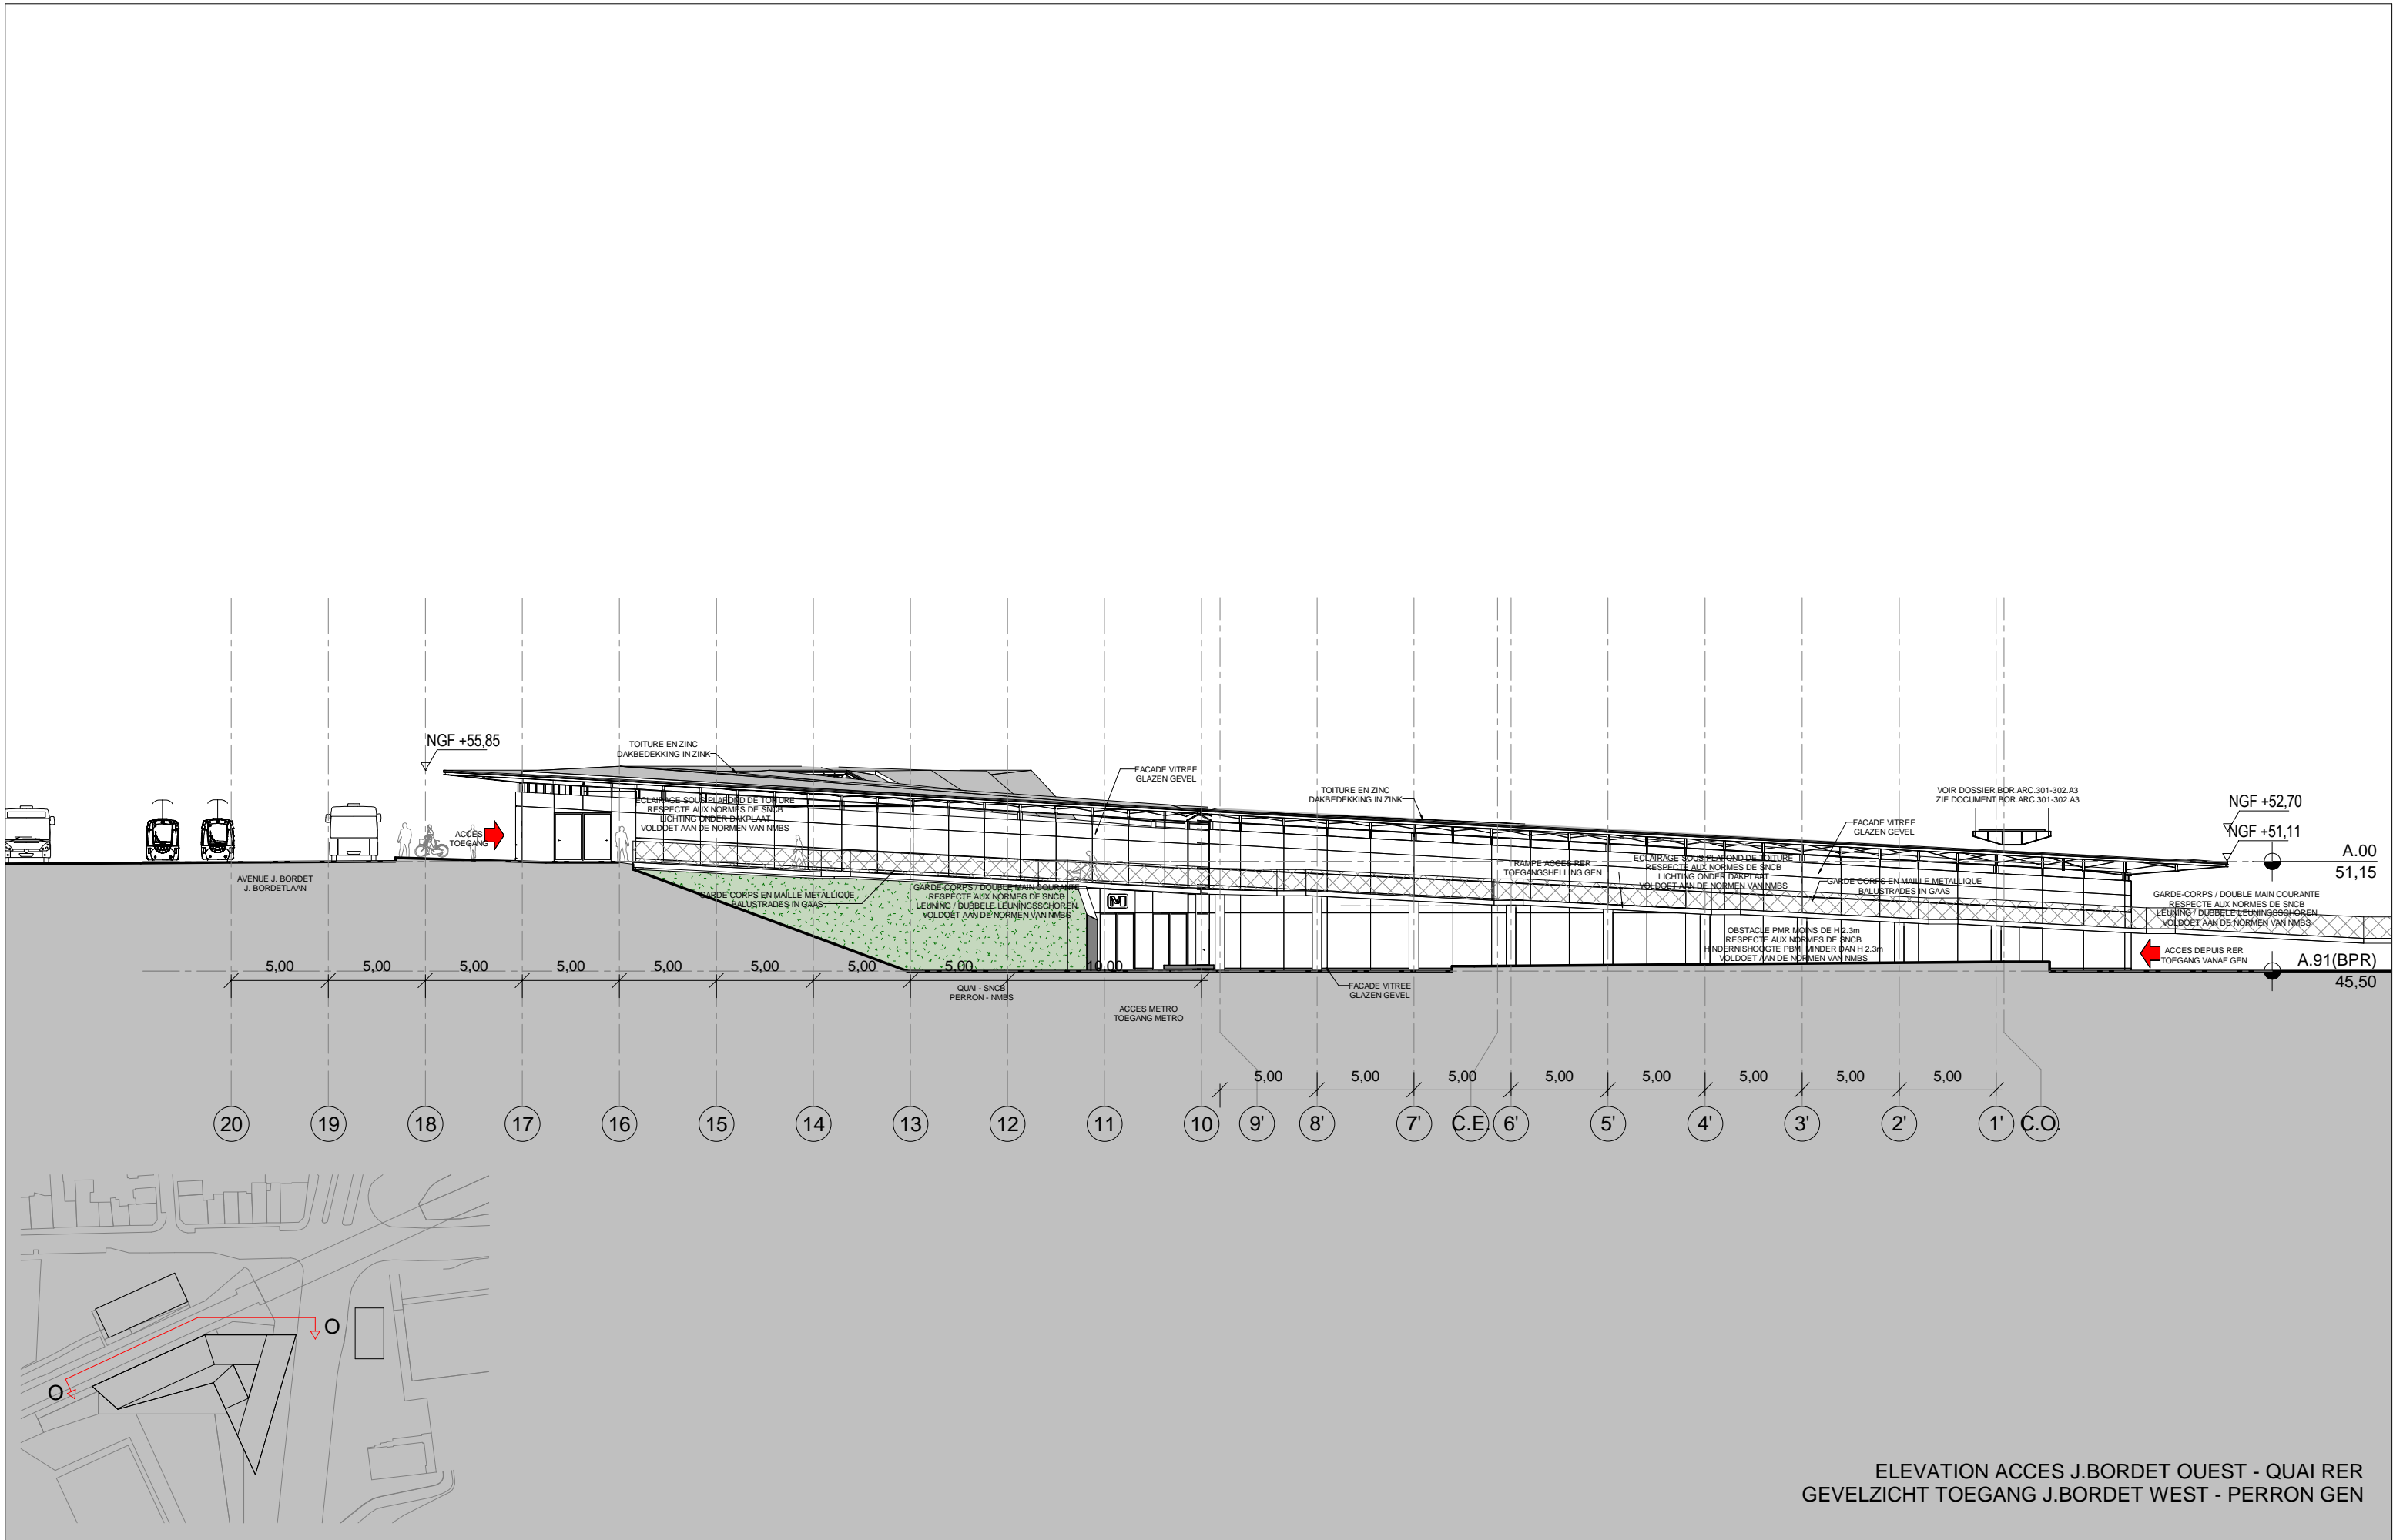 NGF +55,85
TOITURE EN ZINC
DAKBEDEKKING IN ZINK
FACADE VITREE
GLAZEN GEVEL
TOITURE EN ZINC
DAKBEDEKKING IN ZINK
VOIR DOSSIER BOR.ARC.301-302.A3
ZIE DOCUMENT BOR.ARC.301-302.A3
NGF +52,70
NGF +51,11
A.00
51,15
ECLAIRAGE SOUS PLAFOND DE TOITURE
RESPECTE AUX NORMES DE SNCB
LICHTING ONDER DAKPLAAT
VOLDOET AAN DE NORMEN VAN NMBS
ACCES
TOEGANG
FACADE VITREE
GLAZEN GEVEL
AVENUE J. BORDET
J. BORDETLAAN
RAMPE ACCES RER
TOEGANGSHELLING GEN
ECLAIRAGE SOUS PLAFOND DE TOITURE
RESPECTE AUX NORMES DE SNCB
LICHTING ONDER DAKPLAAT
VOLDOET AAN DE NORMEN VAN NMBS
GARDE CORPS EN MAILLE METALLIQUE
BALUSTRADES IN GAAS
GARDE CORPS EN MAILLE METALLIQUE
BALUSTRADES IN GAAS
GARDE-CORPS / DOUBLE MAIN COURANTE
RESPECTE AUX NORMES DE SNCB
LEUNING / DUBBELE LEUNINGSSCHOREN
VOLDOET AAN DE NORMEN VAN NMBS
M
GARDE-CORPS / DOUBLE MAIN COURANTE
RESPECTE AUX NORMES DE SNCB
LEUNING / DUBBELE LEUNINGSSCHOREN
VOLDOET AAN DE NORMEN VAN NMBS
OBSTACLE PMR MOINS DE H 2.3m
RESPECTE AUX NORMES DE SNCB
HINDERNISHOOGTE PBM MINDER DAN H 2.3m
VOLDOET AAN DE NORMEN VAN NMBS
ACCES DEPUIS RER
TOEGANG VANAF GEN
A.91(BPR)
45,50
5,00 5,00 5,00 5,00 5,00 5,00 5,00 5,00 10,00
QUAI - SNCB
PERRON - NMBS
FACADE VITREE
GLAZEN GEVEL
ACCES METRO
TOEGANG METRO
5,00 5,00 5,00 5,00 5,00 5,00 5,00 5,00
20 19 18 17 16 15 14 13 12 11 10 9' 8' 7' C.E. 6' 5' 4' 3' 2' 1' C.O.
O
O
ELEVATION ACCES J.BORDET OUEST - QUAI RER
GEVELZICHT TOEGANG J.BORDET WEST - PERRON GEN